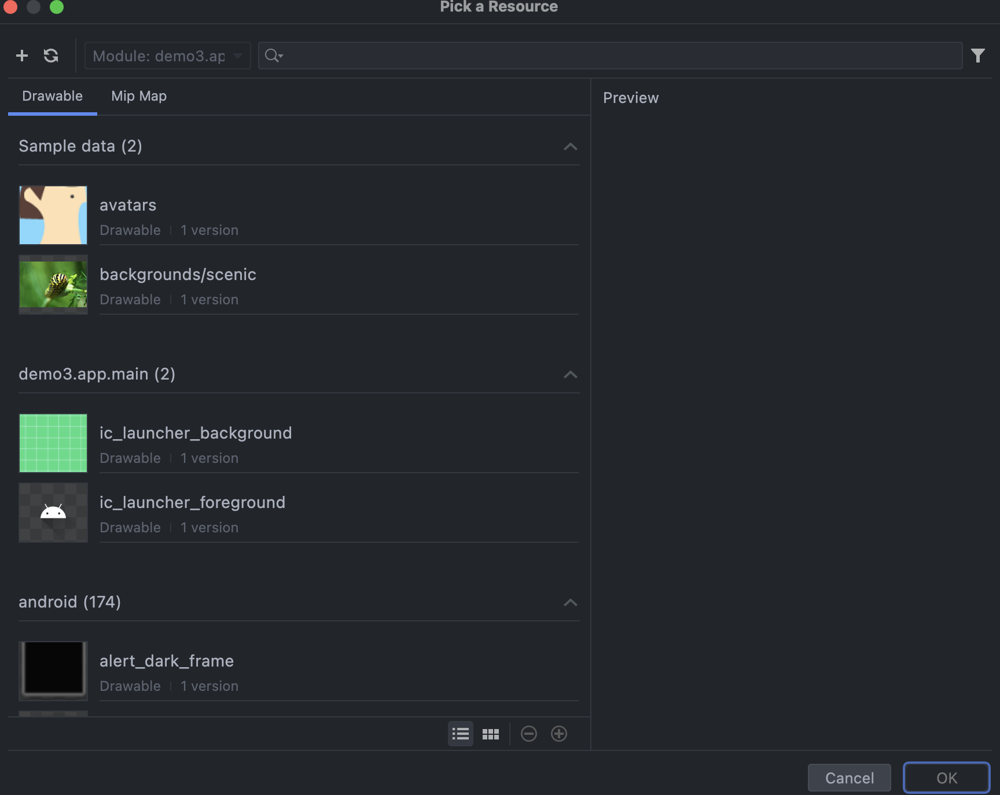 Pick a Resource
Module: demo3.ap
Drawable
Mip Map
Preview
Sample data (2)
avatars
Drawable | 1 version
backgrounds/scenic
Drawable | 1 version
demo3.app.main (2)
ic_launcher_background
Drawable | 1 version
ic_launcher_foreground
Drawable | 1 version
android (174)
alert_dark_frame
Drawable | 1 version
Cancel
OK